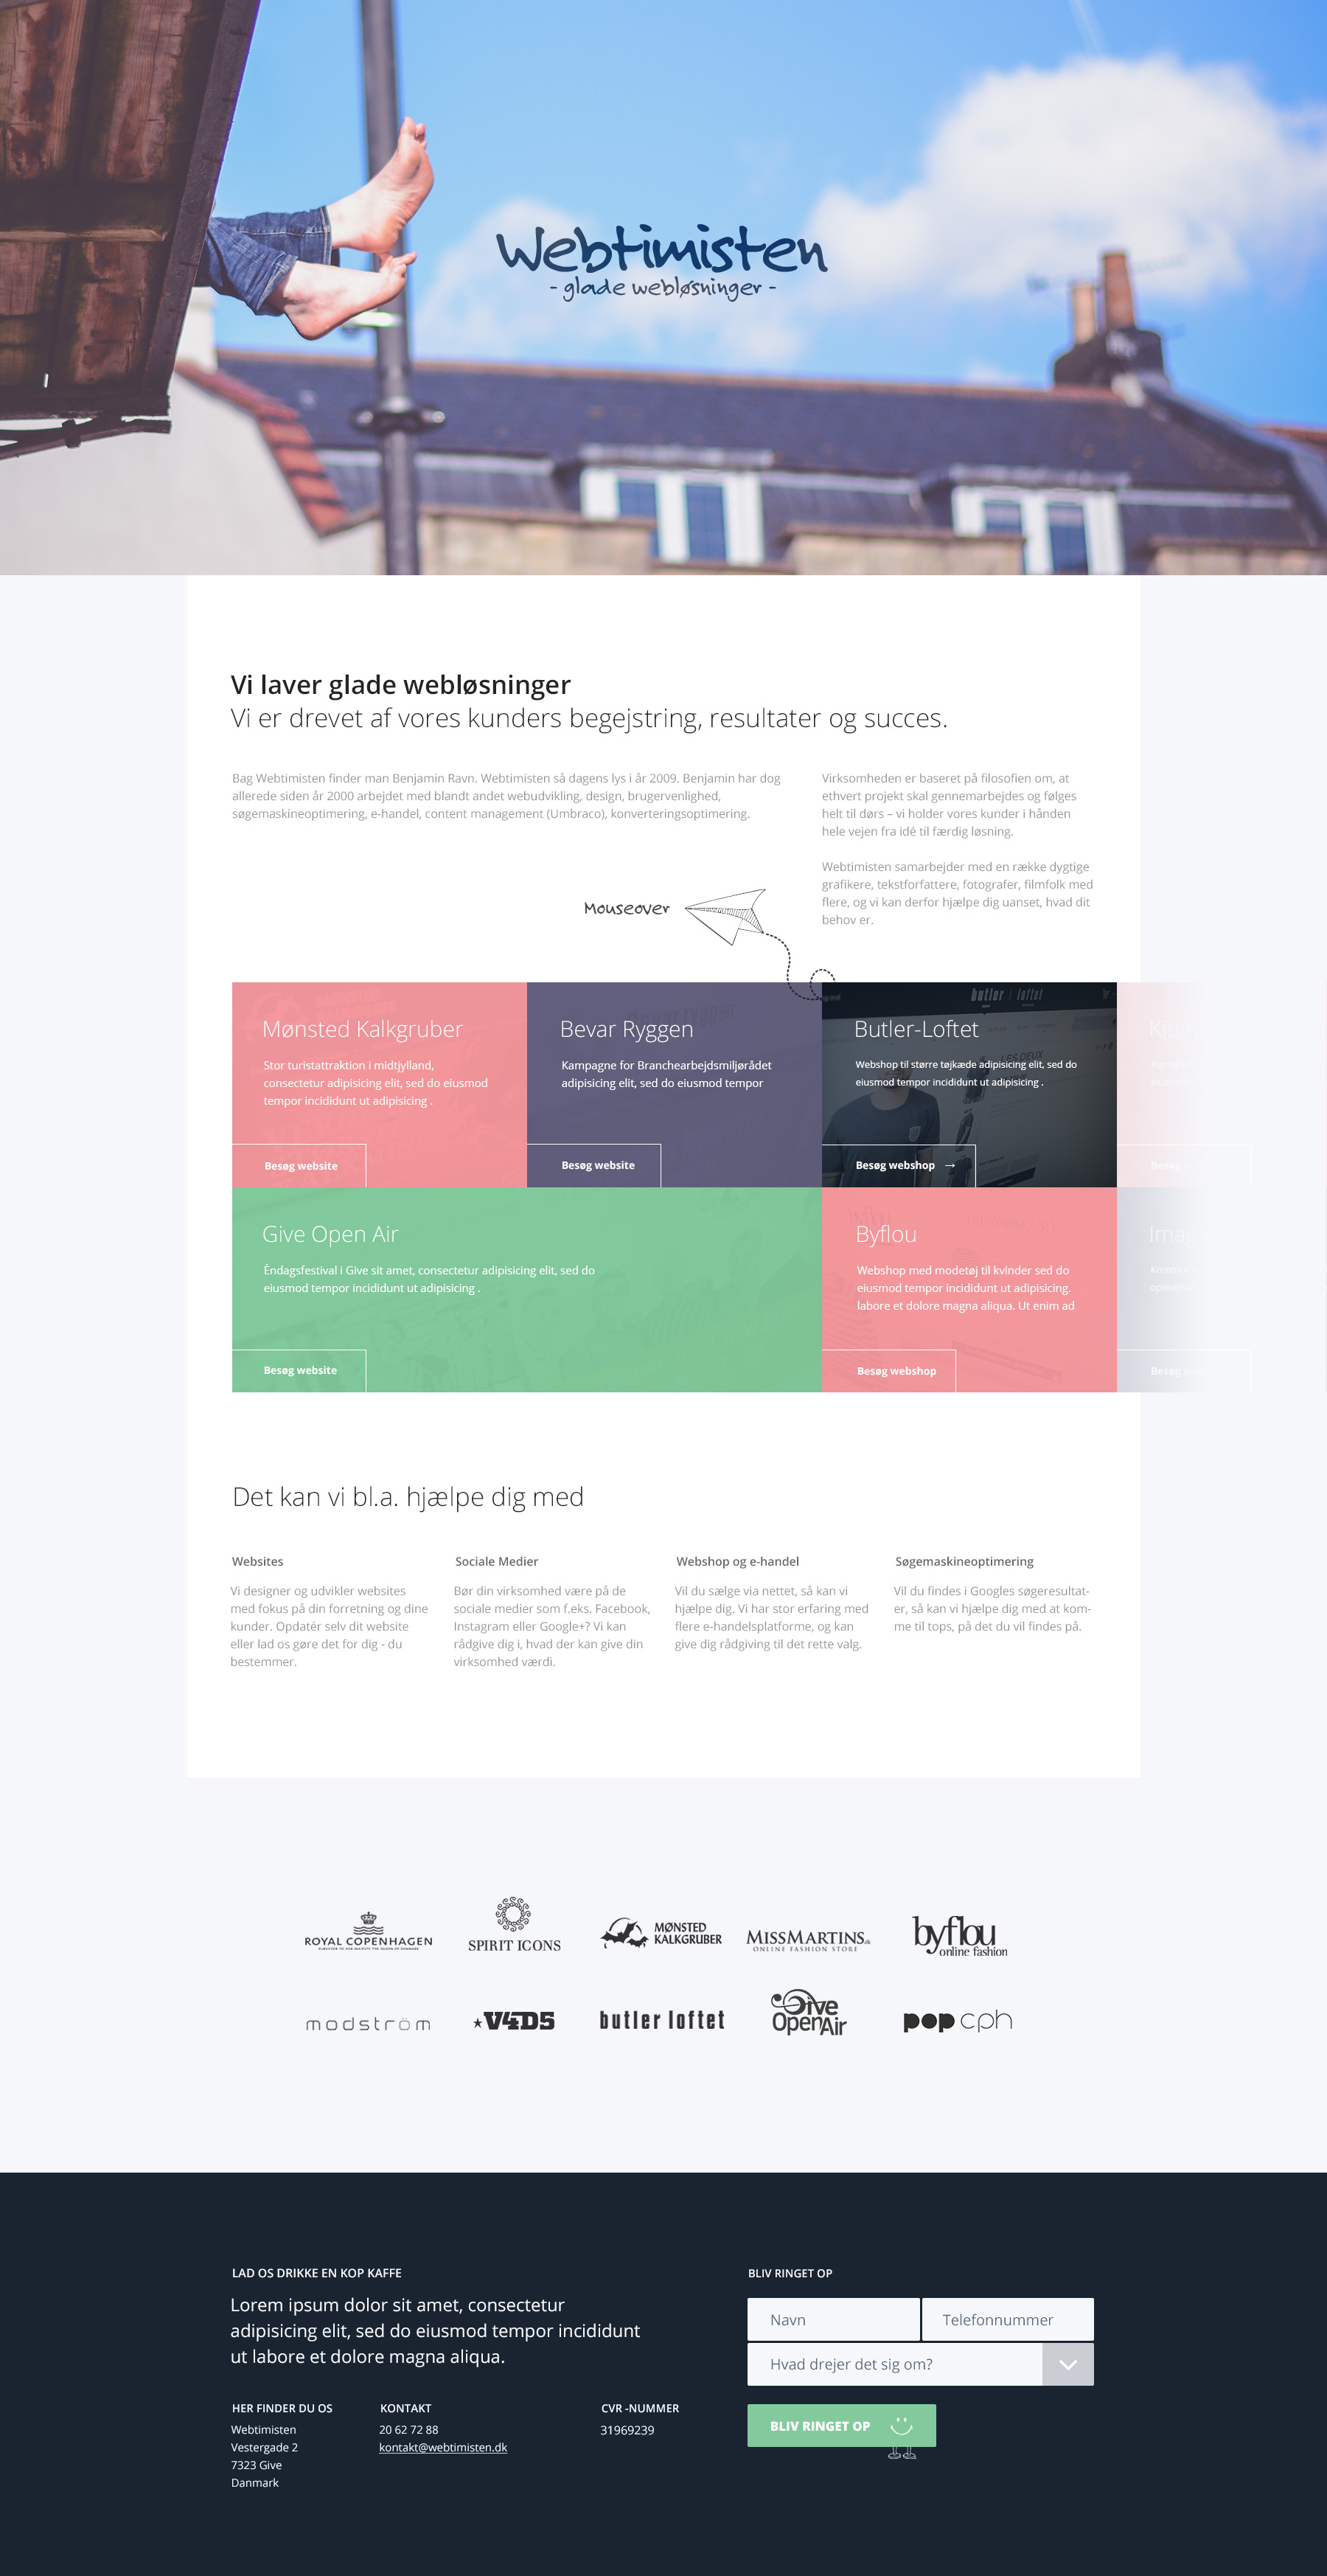 Webtimisten
- glade webløsninger -
Vi laver glade webløsninger
Vi er drevet af vores kunders begejstring, resultater og succes.
Bag Webtimisten finder man Benjamin Ravn. Webtimisten så dagens lys i år 2009. Benjamin har dog
allerede siden år 2000 arbejdet med blandt andet webudvikling, design, brugervenlighed,
søgemaskineoptimering, e-handel, content management (Umbraco), konverteringsoptimering.
Virksomheden er baseret på filosofien om, at
ethvert projekt skal gennemarbejdes og følges
helt til dørs – vi holder vores kunder i hånden
hele vejen fra idé til færdig løsning.
Webtimisten samarbejder med en række dygtige
grafikere, tekstforfattere, fotografer, filmfolk med
flere, og vi kan derfor hjælpe dig uanset, hvad dit
behov er.
Mouseover
Mønsted Kalkgruber
Stor turistattraktion i midtjylland,
consectetur adipisicing elit, sed do eiusmod
tempor incididunt ut adipisicing .
Besøg website
Bevar Ryggen
Kampagne for Branchearbejdsmiljørådet
adipisicing elit, sed do eiusmod tempor
Besøg website
butler loftet
LES DEUX
Butler-Loftet
Webshop til større tøjkæde adipisicing elit, sed do
eiusmod tempor incididunt ut adipisicing .
Besøg webshop →
Give Open Air
Èndagsfestival i Give sit amet, consectetur adipisicing elit, sed do
eiusmod tempor incididunt ut adipisicing .
Besøg website
Byflou
Webshop med modetøj til kvinder sed do
eiusmod tempor incididunt ut adipisicing.
labore et dolore magna aliqua. Ut enim ad
Besøg webshop
Besøg
Det kan vi bl.a. hjælpe dig med
Websites
Vi designer og udvikler websites
med fokus på din forretning og dine
kunder. Opdatér selv dit website
eller lad os gøre det for dig - du
bestemmer.
Sociale Medier
Bør din virksomhed være på de
sociale medier som f.eks. Facebook,
Instagram eller Google+? Vi kan
rådgive dig i, hvad der kan give din
virksomhed værdi.
Webshop og e-handel
Vil du sælge via nettet, så kan vi
hjælpe dig. Vi har stor erfaring med
flere e-handelsplatforme, og kan
give dig rådgiving til det rette valg.
Søgemaskineoptimering
Vil du findes i Googles søgeresultat-
er, så kan vi hjælpe dig med at kom-
me til tops, på det du vil findes på.
ROYAL COPENHAGEN
PURVEYOR TO HER MAJESTY THE QUEEN OF DENMARK
SPIRIT ICONS
MØNSTED
KALKGRUBER
MISSMARTINS.dk
ONLINE FASHION STORE
byflou
online fashion
modström
★V4D5
butler loftet
Give
OpenAir
pop cph
LAD OS DRIKKE EN KOP KAFFE
Lorem ipsum dolor sit amet, consectetur
adipisicing elit, sed do eiusmod tempor incididunt
ut labore et dolore magna aliqua.
HER FINDER DU OS
Webtimisten
Vestergade 2
7323 Give
Danmark
KONTAKT
20 62 72 88
kontakt@webtimisten.dk
CVR -NUMMER
31969239
BLIV RINGET OP
Navn
Telefonnummer
Hvad drejer det sig om?
BLIV RINGET OP